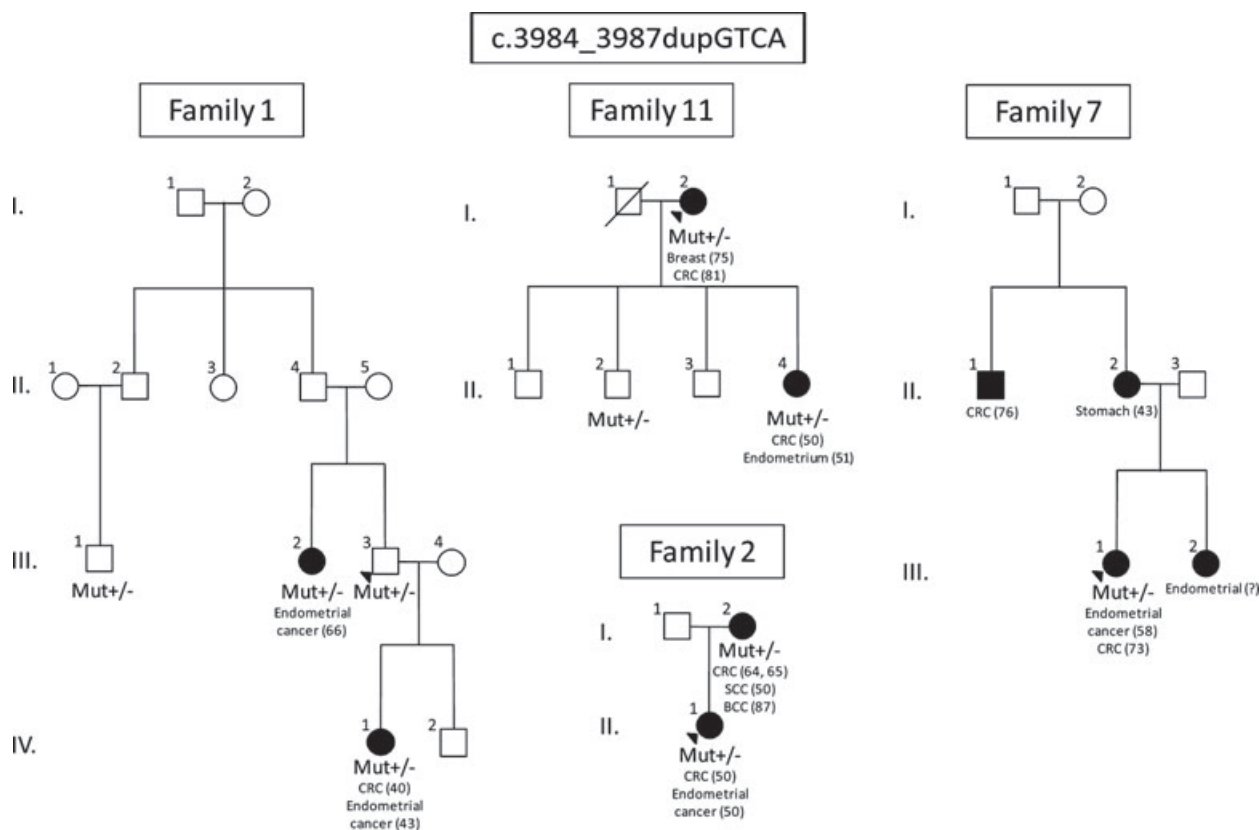 c.3984_3987dupGTCA
Family 1
I.
1
2
II.
1
2
3
4
5
III.
1
Mut+/-
2
Mut+/-
Endometrial
cancer (66)
3
Mut+/-
4
IV.
1
Mut+/-
CRC (40)
Endometrial
cancer (43)
2
Family 11
I.
1
2
Mut+/-
Breast (75)
CRC (81)
II.
1
2
Mut+/-
3
4
Mut+/-
CRC (50)
Endometrium (51)
Family 2
I.
1
2
Mut+/-
CRC (64, 65)
SCC (50)
BCC (87)
II.
1
Mut+/-
CRC (50)
Endometrial
cancer (50)
Family 7
I.
1
2
II.
1
CRC (76)
2
Stomach (43)
3
III.
1
Mut+/-
Endometrial
cancer (58)
CRC (73)
2
Endometrial (?)